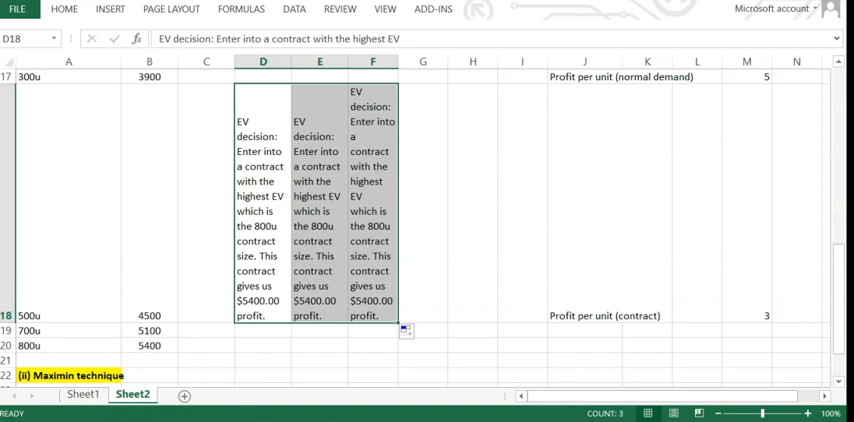 FILE HOME INSERT PAGE LAYOUT FORMULAS DATA REVIEW VIEW ADD-INS Microsoft account
D18 fx EV decision: Enter into a contract with the highest EV
A B C D E F G H I J K L M N
17 300u 3900 Profit per unit (normal demand) 5
EV
decision:
Enter into
a contract
with the
highest EV
which is
the 800u
contract
size. This
contract
gives us
$5400.00
profit.
EV
decision:
Enter into
a contract
with the
highest EV
which is
the 800u
contract
size. This
contract
gives us
$5400.00
profit.
EV
decision:
Enter into
a
contract
with the
highest
EV
which is
the 800u
contract
size. This
contract
gives us
$5400.00
profit.
18 500u 4500 Profit per unit (contract) 3
19 700u 5100
20 800u 5400
21
22 (ii) Maximin technique
Sheet1 Sheet2
READY COUNT: 3 100%